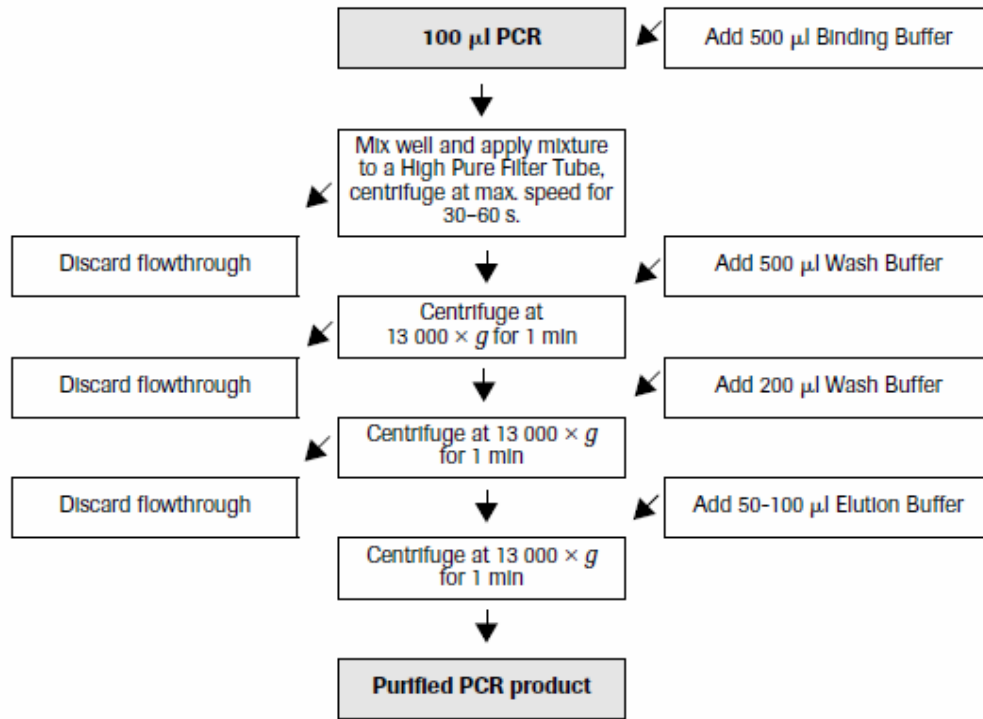 100 µl PCR
Add 500 µl Binding Buffer
Mix well and apply mixture
to a High Pure Filter Tube,
centrifuge at max. speed for
30–60 s.
Discard flowthrough
Add 500 µl Wash Buffer
Centrifuge at
13 000 × g for 1 min
Discard flowthrough
Add 200 µl Wash Buffer
Centrifuge at 13 000 × g
for 1 min
Discard flowthrough
Add 50-100 µl Elution Buffer
Centrifuge at 13 000 × g
for 1 min
Purified PCR product